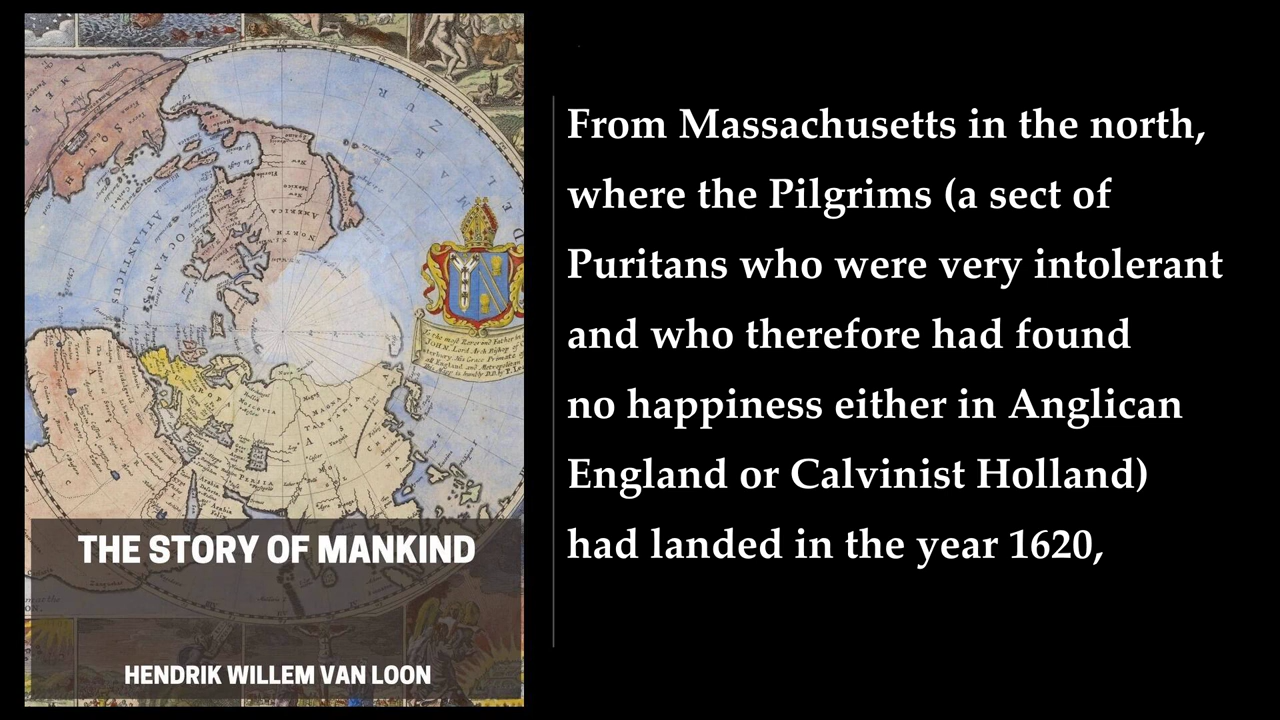 THE STORY OF MANKIND
HENDRIK WILLEM VAN LOON
From Massachusetts in the north,
where the Pilgrims (a sect of
Puritans who were very intolerant
and who therefore had found
no happiness either in Anglican
England or Calvinist Holland)
had landed in the year 1620,